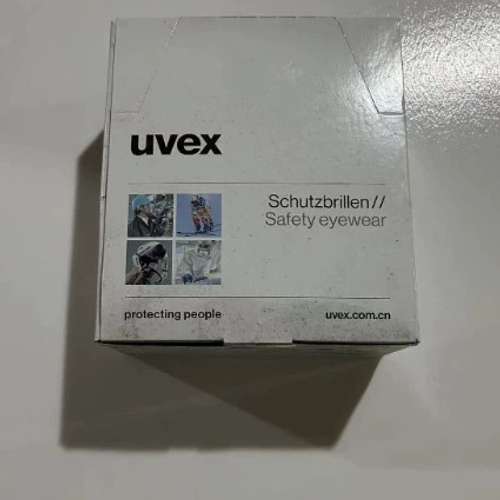 uvex
Schutzbrillen//
Safety eyewear
protecting people
uvex.com.cn